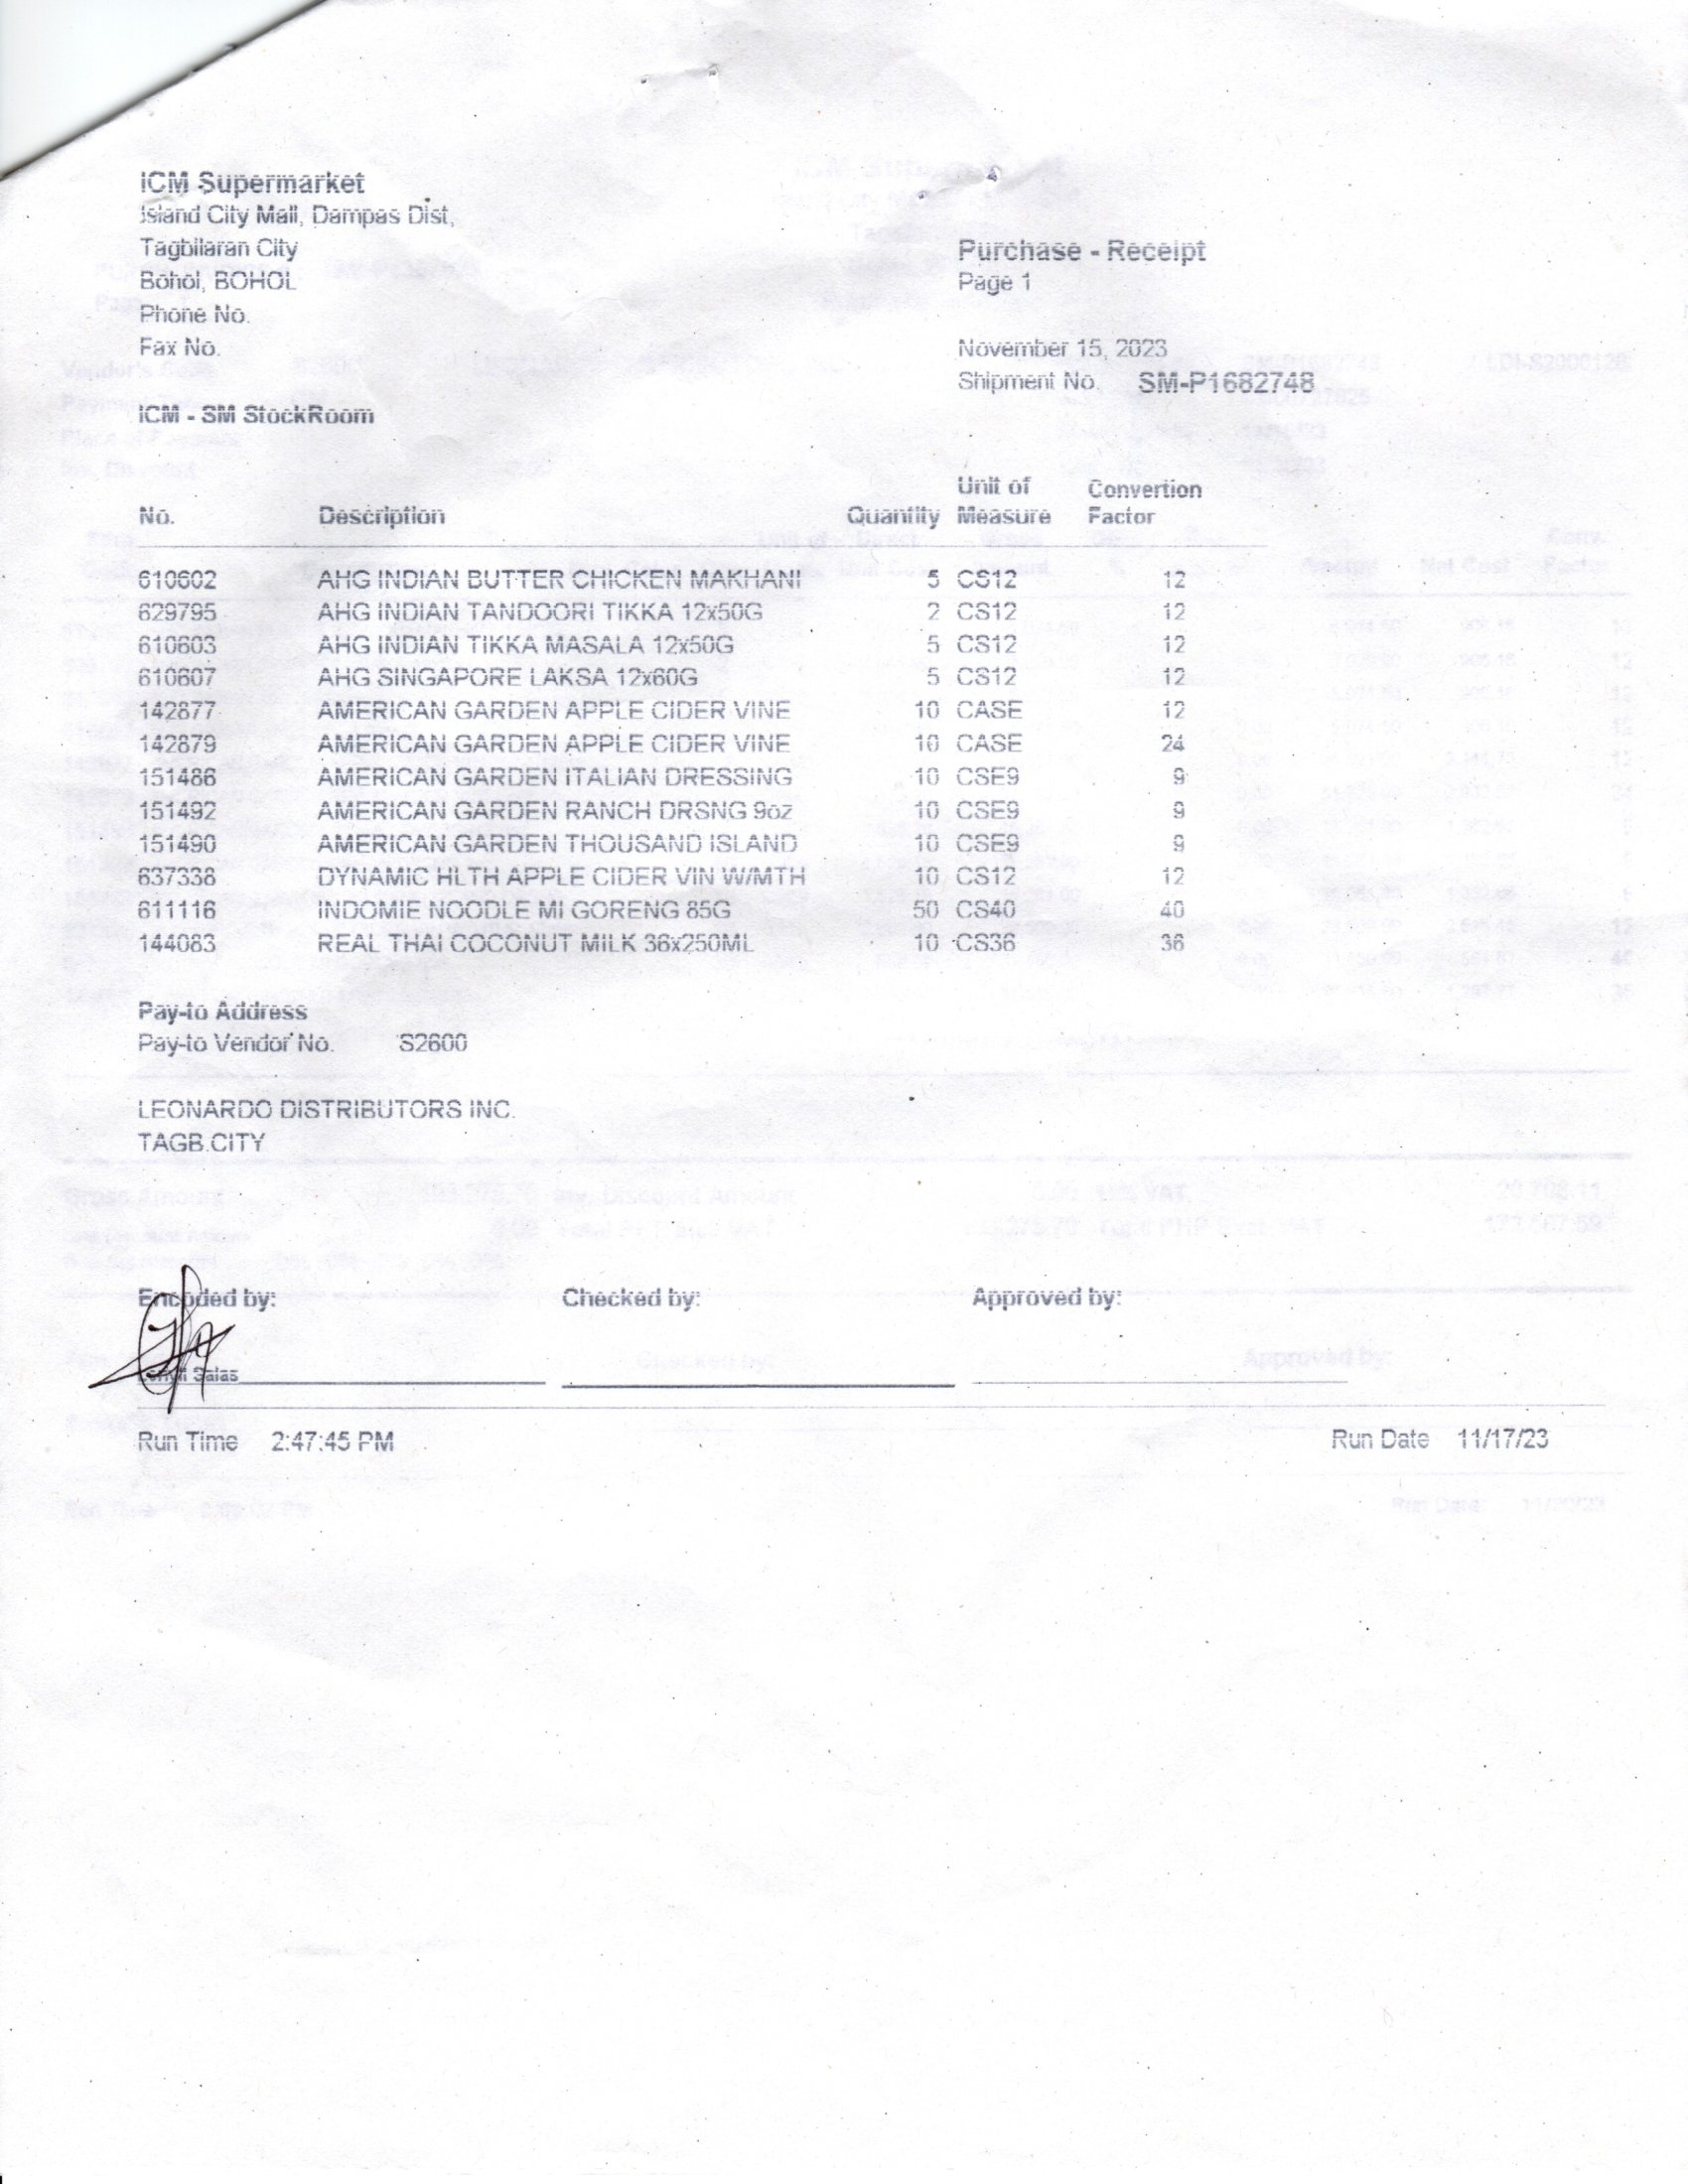 ICM Supermarket
Island City Mall, Dampas Dist,
Tagbilaran City
Bohol, BOHOL
Phone No.
Fax No.
ICM - SM StockRoom
Purchase - Receipt
Page 1
November 15, 2023
Shipment No. SM-P1682748
No. Description Quantity Unit of Measure Convertion Factor
610602 AHG INDIAN BUTTER CHICKEN MAKHANI 5 CS12 12
629795 AHG INDIAN TANDOORI TIKKA 12x50G 2 CS12 12
610603 AHG INDIAN TIKKA MASALA 12x50G 5 CS12 12
610607 AHG SINGAPORE LAKSA 12x60G 5 CS12 12
142877 AMERICAN GARDEN APPLE CIDER VINE 10 CASE 12
142879 AMERICAN GARDEN APPLE CIDER VINE 10 CASE 24
151486 AMERICAN GARDEN ITALIAN DRESSING 10 CSE9 9
151492 AMERICAN GARDEN RANCH DRSNG 9oz 10 CSE9 9
151490 AMERICAN GARDEN THOUSAND ISLAND 10 CSE9 9
637338 DYNAMIC HLTH APPLE CIDER VIN W/MTH 10 CS12 12
611116 INDOMIE NOODLE MI GORENG 85G 50 CS40 40
144083 REAL THAI COCONUT MILK 36x250ML 10 CS36 36
Pay-to Address
Pay-to Vendor No. S2600
LEONARDO DISTRIBUTORS INC.
TAGB.CITY
Encoded by: Checked by: Approved by:
Salas
Run Time 2:47:45 PM Run Date 11/17/23